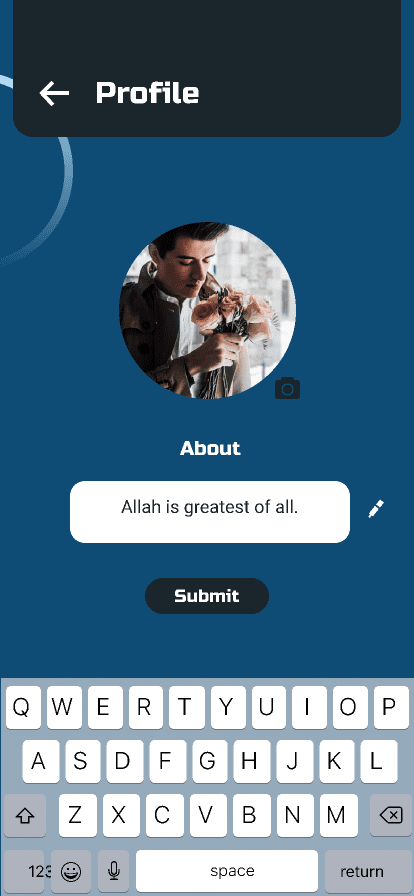 Profile
About
Allah is greatest of all.
Submit
Q W E R T Y U I O P
A S D F G H J K L
Z X C V B N M
123 space return